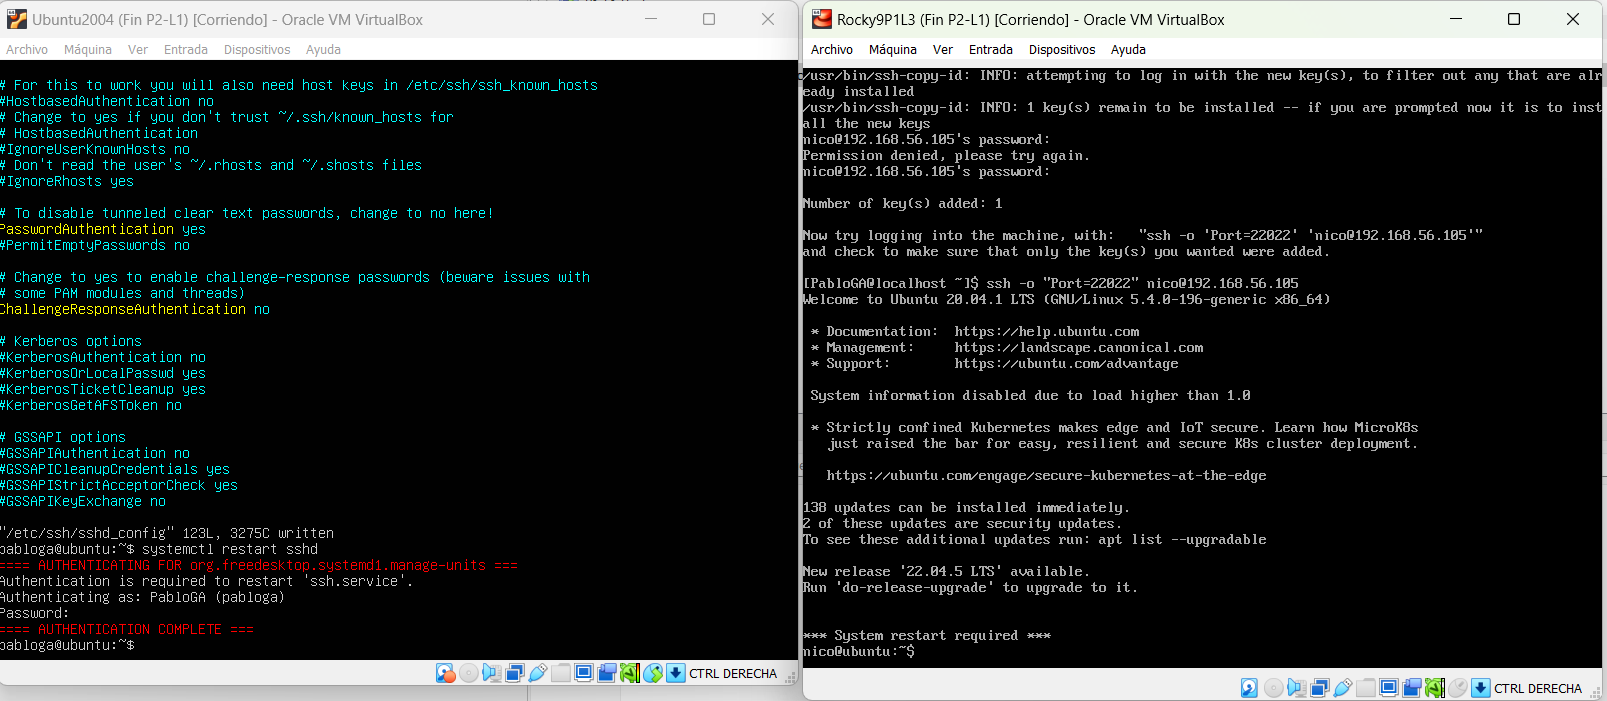 Ubuntu2004 (Fin P2-L1) [Corriendo] - Oracle VM VirtualBox
Archivo Máquina Ver Entrada Dispositivos Ayuda
# For this to work you will also need host keys in /etc/ssh/ssh_known_hosts
#HostbasedAuthentication no
# Change to yes if you don't trust ~/.ssh/known_hosts for
# HostbasedAuthentication
#IgnoreUserKnownHosts no
# Don't read the user's ~/.rhosts and ~/.shosts files
#IgnoreRhosts yes
# To disable tunneled clear text passwords, change to no here!
PasswordAuthentication yes
#PermitEmptyPasswords no
# Change to yes to enable challenge-response passwords (beware issues with
# some PAM modules and threads)
ChallengeResponseAuthentication no
# Kerberos options
#KerberosAuthentication no
#KerberosOrLocalPasswd yes
#KerberosTicketCleanup yes
#KerberosGetAFSToken no
# GSSAPI options
#GSSAPIAuthentication no
#GSSAPICleanupCredentials yes
#GSSAPIStrictAcceptorCheck yes
#GSSAPIKeyExchange no
"/etc/ssh/sshd_config" 123L, 3275C written
pabloga@ubuntu:~$ systemctl restart sshd
==== AUTHENTICATING FOR org.freedesktop.systemd1.manage-units ===
Authentication is required to restart 'ssh.service'.
Authenticating as: PabloGA (pabloga)
Password:
==== AUTHENTICATION COMPLETE ===
pabloga@ubuntu:~$
CTRL DERECHA
Rocky9P1L3 (Fin P2-L1) [Corriendo] - Oracle VM VirtualBox
Archivo Máquina Ver Entrada Dispositivos Ayuda
/usr/bin/ssh-copy-id: INFO: attempting to log in with the new key(s), to filter out any that are alr
eady installed
/usr/bin/ssh-copy-id: INFO: 1 key(s) remain to be installed -- if you are prompted now it is to inst
all the new keys
nico@192.168.56.105's password:
Permission denied, please try again.
nico@192.168.56.105's password:
Number of key(s) added: 1
Now try logging into the machine, with:   "ssh -o 'Port=22022' 'nico@192.168.56.105'"
and check to make sure that only the key(s) you wanted were added.
[PabloGA@localhost ~]$ ssh -o "Port=22022" nico@192.168.56.105
Welcome to Ubuntu 20.04.1 LTS (GNU/Linux 5.4.0-196-generic x86_64)
* Documentation:  https://help.ubuntu.com
* Management:     https://landscape.canonical.com
* Support:        https://ubuntu.com/advantage
System information disabled due to load higher than 1.0
* Strictly confined Kubernetes makes edge and IoT secure. Learn how MicroK8s
just raised the bar for easy, resilient and secure K8s cluster deployment.
https://ubuntu.com/engage/secure-kubernetes-at-the-edge
138 updates can be installed immediately.
2 of these updates are security updates.
To see these additional updates run: apt list --upgradable
New release '22.04.5 LTS' available.
Run 'do-release-upgrade' to upgrade to it.
*** System restart required ***
nico@ubuntu:~$
CTRL DERECHA